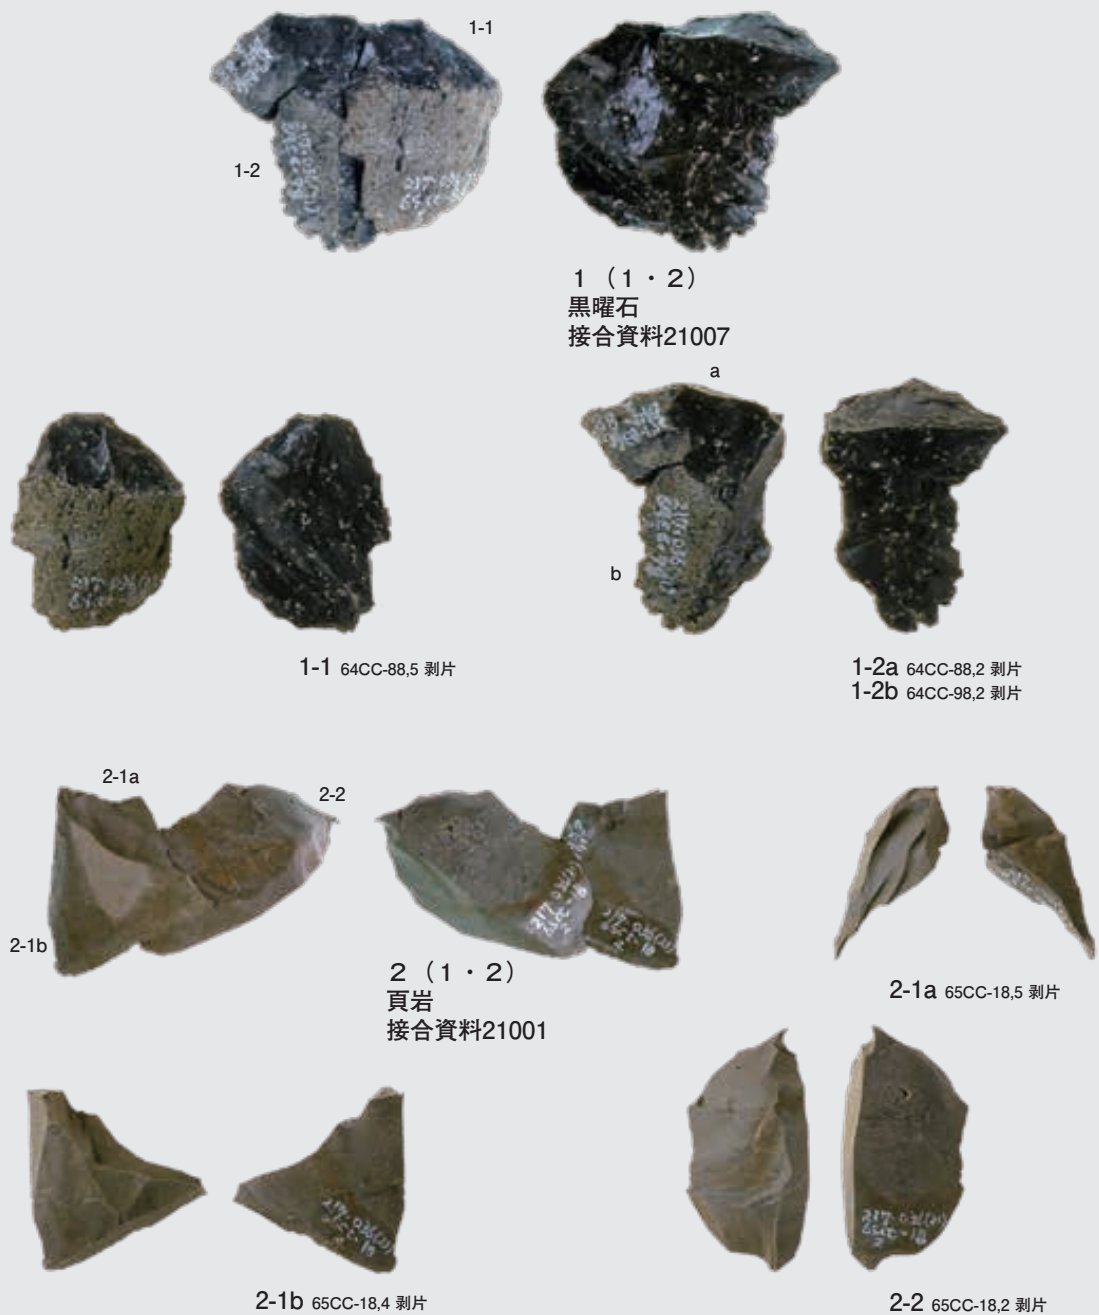 1-1
1-2
1（1・2）
黒曜石
接合資料21007
a
b
1-1 64CC-88,5 剥片
1-2a 64CC-88,2 剥片
1-2b 64CC-98,2 剥片
2-1a
2-2
2-1b
2（1・2）
頁岩
接合資料21001
2-1a 65CC-18,5 剥片
2-1b 65CC-18,4 剥片
2-2 65CC-18,2 剥片